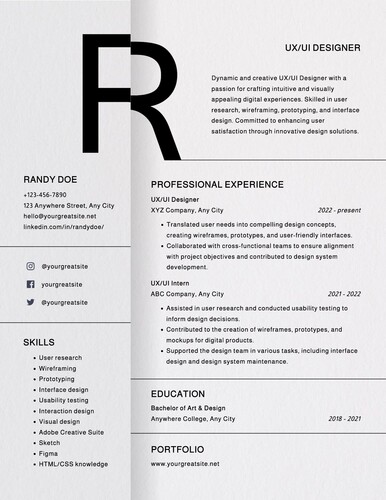 R
UX/UI DESIGNER
Dynamic and creative UX/UI Designer with a
passion for crafting intuitive and visually
appealing digital experiences. Skilled in user
research, wireframing, prototyping, and interface
design. Committed to enhancing user
satisfaction through innovative design solutions.
RANDY DOE
+123-456-7890
123 Anywhere Street, Any City
hello@yourgreatsite.net
linkedin.com/in/randydoe/
@yourgreatsite
yourgreatsite
@yourgreatsite
SKILLS
• User research
• Wireframing
• Prototyping
• Interface design
• Usability testing
• Interaction design
• Visual design
• Adobe Creative Suite
• Sketch
• Figma
• HTML/CSS knowledge
PROFESSIONAL EXPERIENCE
UX/UI Designer
XYZ Company, Any City 2022 - present
• Translated user needs into compelling design concepts,
creating wireframes, prototypes, and user-friendly interfaces.
• Collaborated with cross-functional teams to ensure alignment
with project objectives and contributed to design system
development.
UX/UI Intern
ABC Company, Any City 2021 - 2022
• Assisted in user research and conducted usability testing to
inform design decisions.
• Contributed to the creation of wireframes, prototypes, and
mockups for digital products.
• Supported the design team in various tasks, including interface
design and design system maintenance.
EDUCATION
Bachelor of Art & Design
Anywhere College, Any City 2018 - 2021
PORTFOLIO
www.yourgreatsite.net